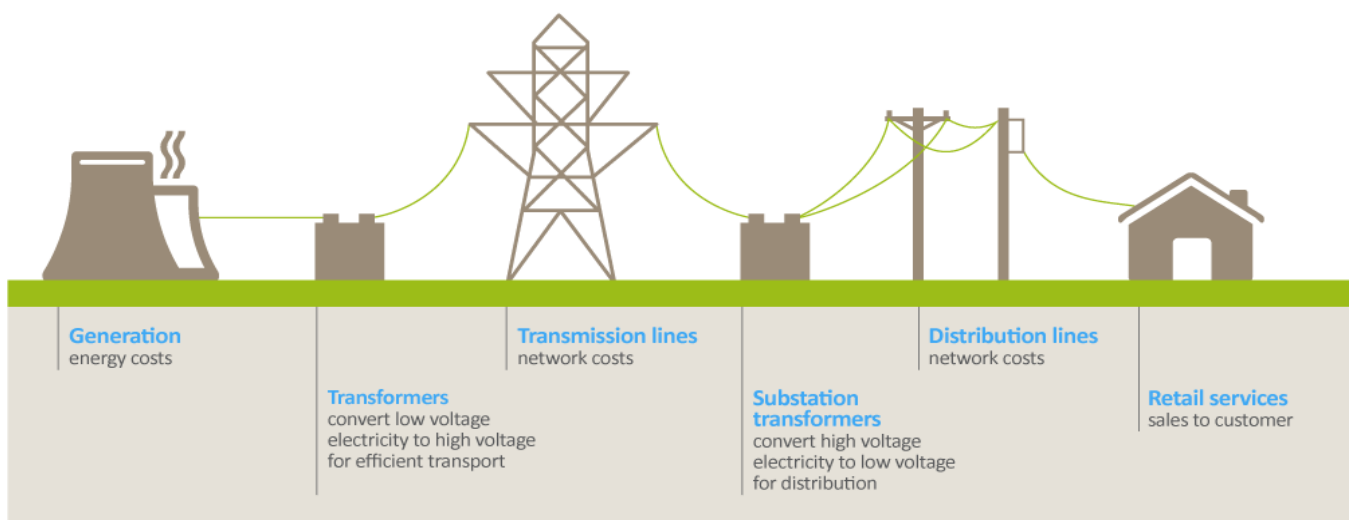 Generation
energy costs
Transformers
convert low voltage
electricity to high voltage
for efficient transport
Transmission lines
network costs
Substation
transformers
convert high voltage
electricity to low voltage
for distribution
Distribution lines
network costs
Retail services
sales to customer